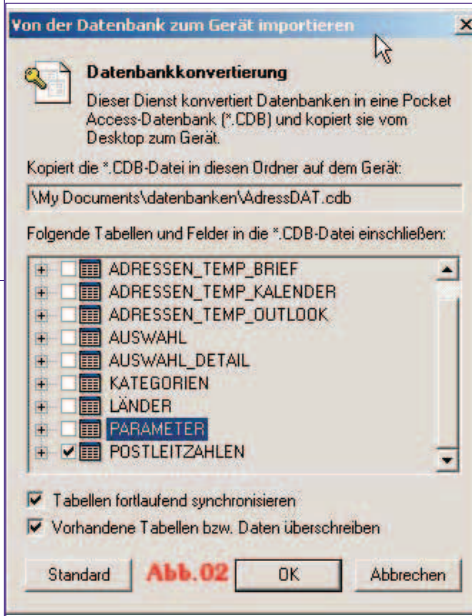 Von der Datenbank zum Gerät importieren
Datenbankkonvertierung
Dieser Dienst konvertiert Datenbanken in eine Pocket
Access-Datenbank (*.CDB) und kopiert sie vom
Desktop zum Gerät.
Kopiert die *.CDB-Datei in diesen Ordner auf dem Gerät:
\My Documents\datenbanken\AdressDAT.cdb
Folgende Tabellen und Felder in die *.CDB-Datei einschließen:
ADRESSEN_TEMP_BRIEF
ADRESSEN_TEMP_KALENDER
ADRESSEN_TEMP_OUTLOOK
AUSWAHL
AUSWAHL_DETAIL
KATEGORIEN
LÄNDER
PARAMETER
POSTLEITZAHLEN
Tabellen fortlaufend synchronisieren
Vorhandene Tabellen bzw. Daten überschreiben
Standard Abb.02 OK Abbrechen